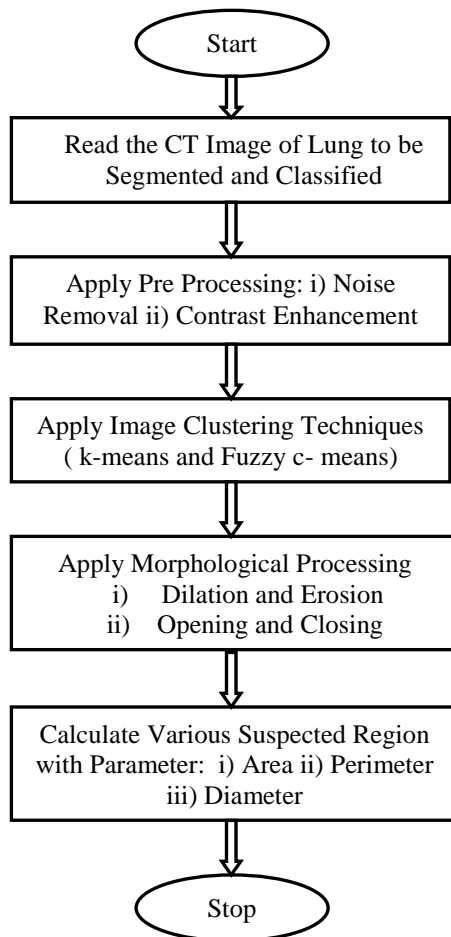 Start
Read the CT Image of Lung to be
Segmented and Classified
Apply Pre Processing: i) Noise
Removal ii) Contrast Enhancement
Apply Image Clustering Techniques
( k-means and Fuzzy c- means)
Apply Morphological Processing
i) Dilation and Erosion
ii) Opening and Closing
Calculate Various Suspected Region
with Parameter: i) Area ii) Perimeter
iii) Diameter
Stop